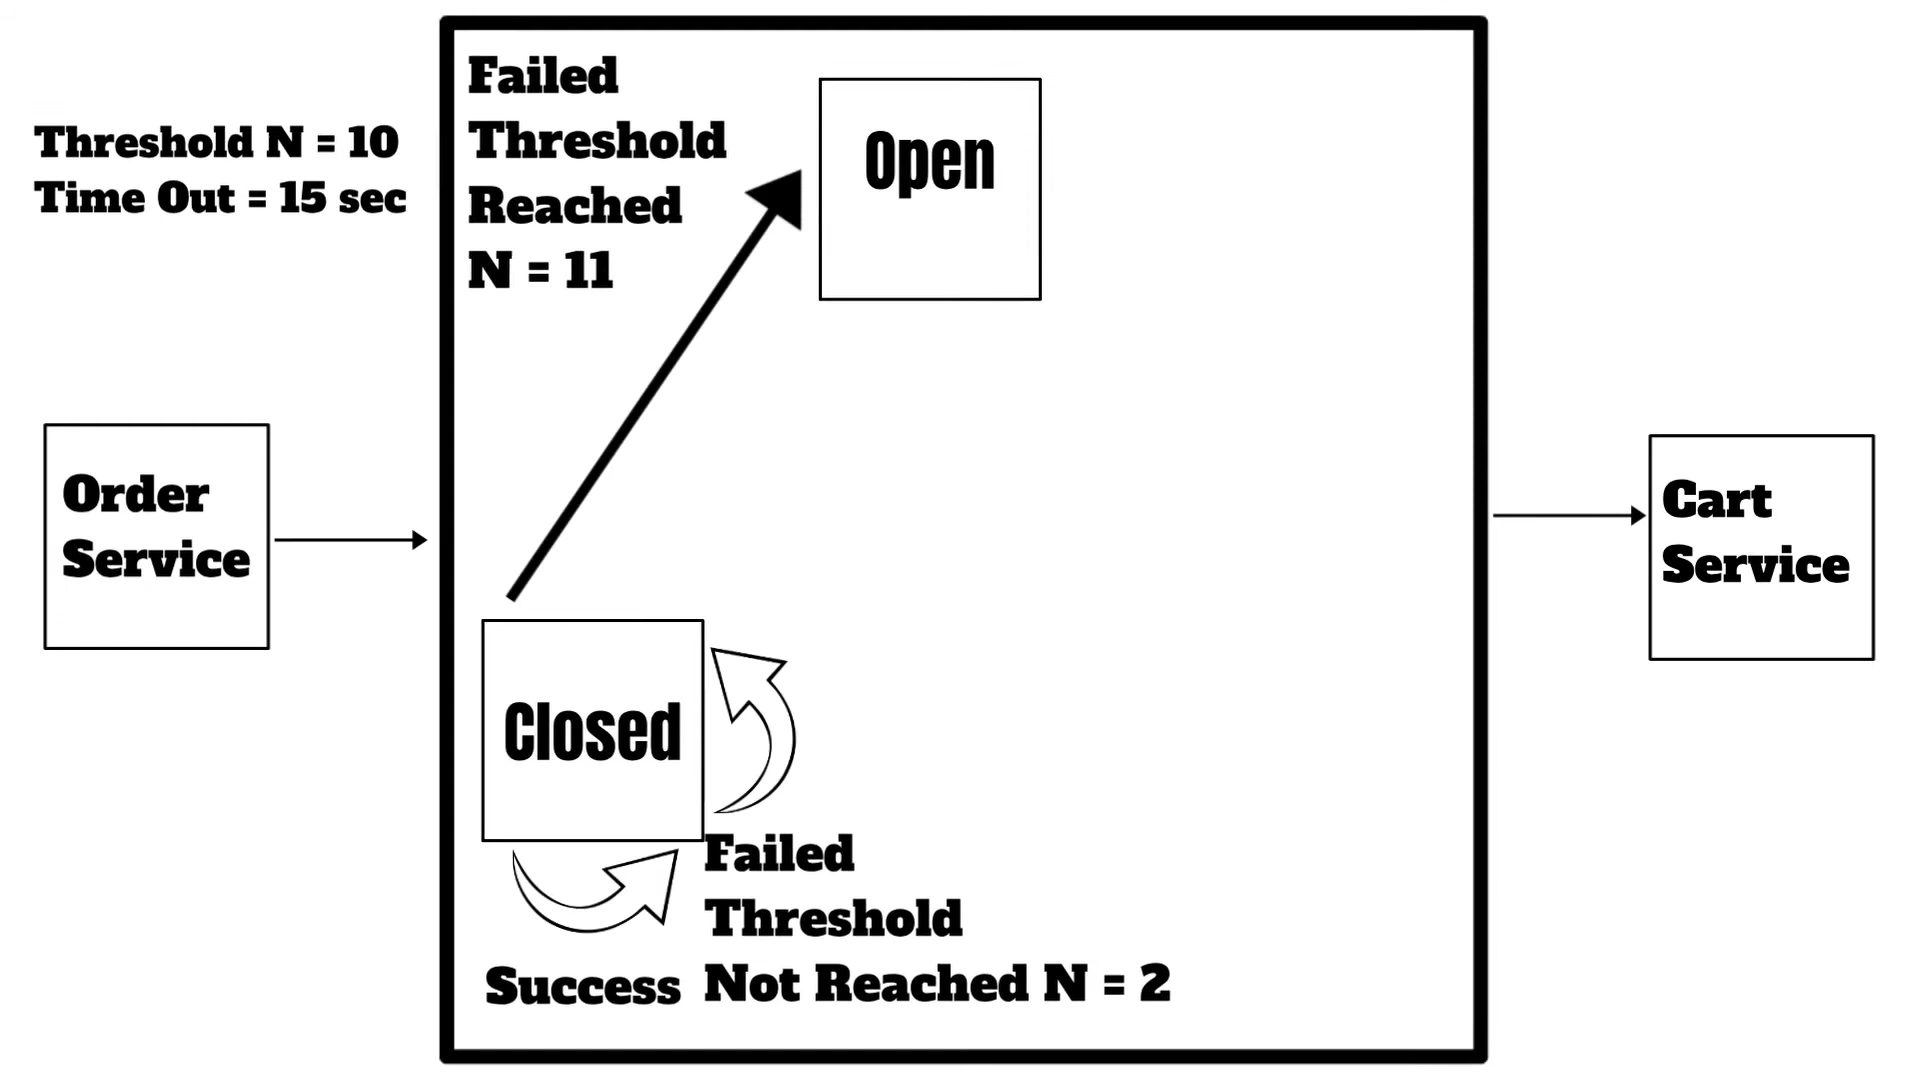 Threshold N = 10
Time Out = 15 sec
Failed
Threshold
Reached
N = 11
Open
Order
Service
Cart
Service
Closed
Failed
Threshold
Not Reached N = 2
Success